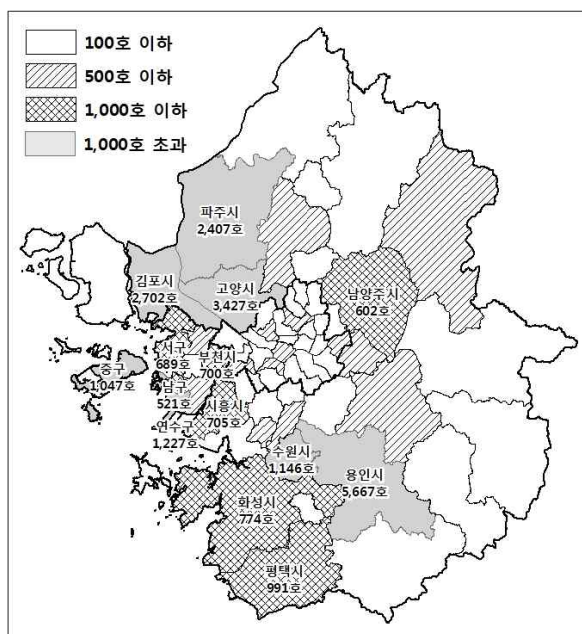 100호 이하
500호 이하
1,000호 이하
1,000호 초과
파주시
2,407호
김포시
2,702호
고양시
3,427호
남양주시
602호
서구
689호
부천시
700호
중구
1,047호
남구
521호
시흥시
705호
연수구
1,227호
수원시
1,146호
용인시
5,667호
화성시
774호
평택시
991호